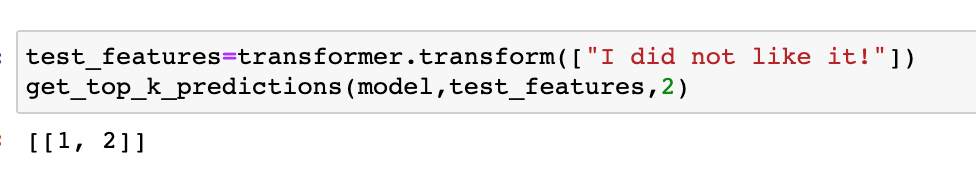 test_features=transformer.transform(["I did not like it!"])
get_top_k_predictions(model,test_features,2)
[[1, 2]]